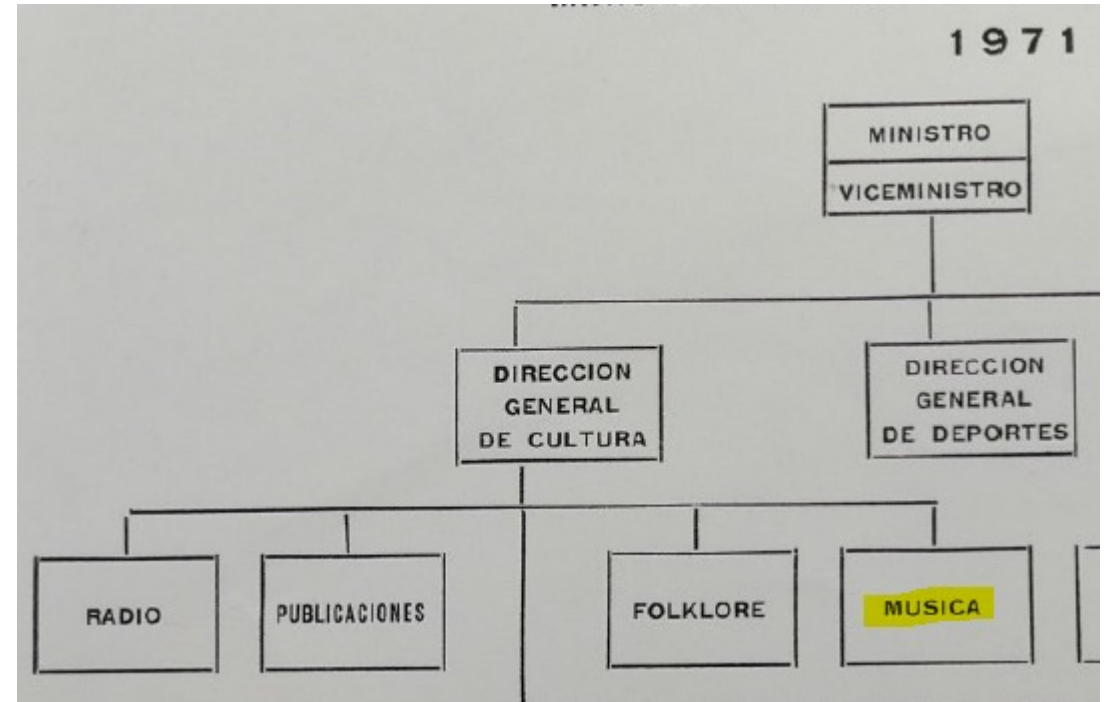 1971
MINISTRO
VICEMINISTRO
DIRECCION
GENERAL
DE CULTURA
DIRECCION
GENERAL
DE DEPORTES
RADIO
PUBLICACIONES
FOLKLORE
MUSICA